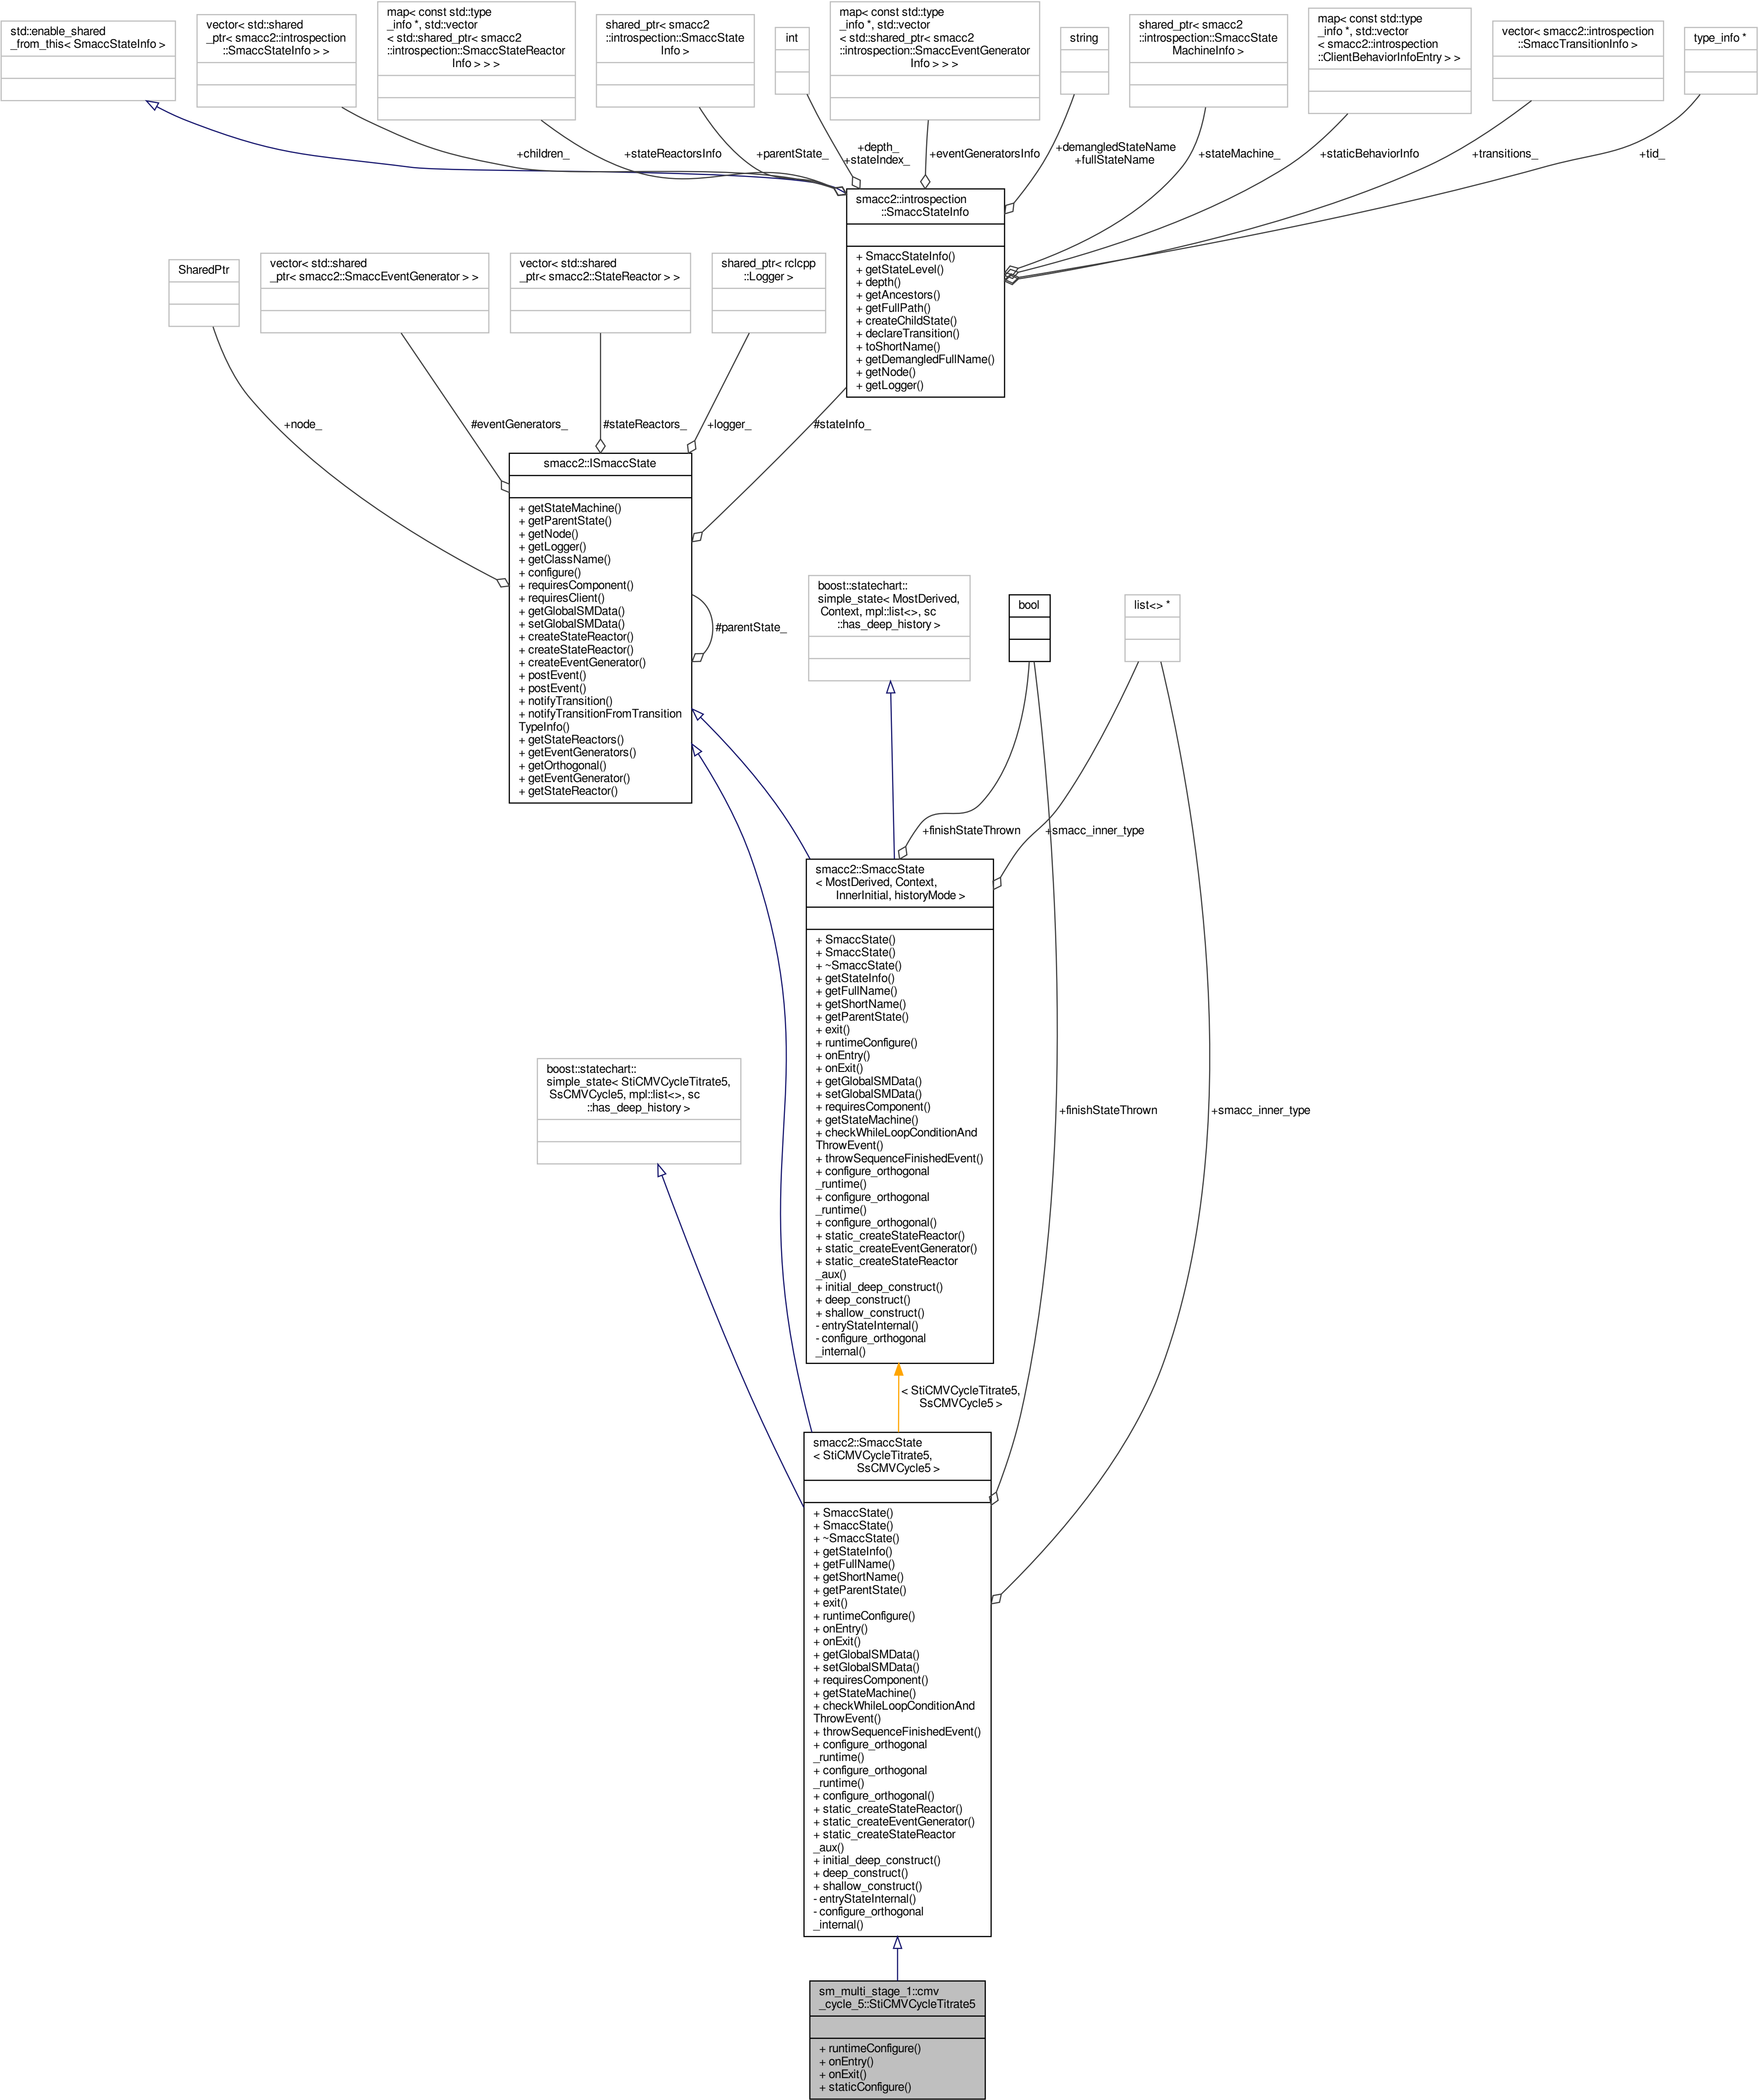 std::enable_shared
_from_this< SmaccStateInfo >
vector< std::shared
_ptr< smacc2::introspection
::SmaccStateInfo > >
map< const std::type
_info *, std::vector
< std::shared_ptr< smacc2
::introspection::SmaccStateReactor
Info > > >
shared_ptr< smacc2
::introspection::SmaccState
Info >
int
map< const std::type
_info *, std::vector
< std::shared_ptr< smacc2
::introspection::SmaccEventGenerator
Info > > >
string
shared_ptr< smacc2
::introspection::SmaccState
MachineInfo >
map< const std::type
_info *, std::vector
< smacc2::introspection
::ClientBehaviorInfoEntry > >
vector< smacc2::introspection
::SmaccTransitionInfo >
type_info *
+children_
+stateReactorsInfo
+parentState_
+depth_
+stateIndex_
+eventGeneratorsInfo
+demangledStateName
+fullStateName
+stateMachine_
+staticBehaviorInfo
+transitions_
+tid_
smacc2::introspection
::SmaccStateInfo
+ SmaccStateInfo()
+ getStateLevel()
+ depth()
+ getAncestors()
+ getFullPath()
+ createChildState()
+ declareTransition()
+ toShortName()
+ getDemangledFullName()
+ getNode()
+ getLogger()
SharedPtr
vector< std::shared
_ptr< smacc2::SmaccEventGenerator > >
vector< std::shared
_ptr< smacc2::StateReactor > >
shared_ptr< rclcpp
::Logger >
+node_
#eventGenerators_
#stateReactors_
+logger_
#stateInfo_
smacc2::ISmaccState
+ getStateMachine()
+ getParentState()
+ getNode()
+ getLogger()
+ getClassName()
+ configure()
+ requiresComponent()
+ requiresClient()
+ getGlobalSMData()
+ setGlobalSMData()
+ createStateReactor()
+ createStateReactor()
+ createEventGenerator()
+ postEvent()
+ postEvent()
+ notifyTransition()
+ notifyTransitionFromTransition
TypeInfo()
+ getStateReactors()
+ getEventGenerators()
+ getOrthogonal()
+ getEventGenerator()
+ getStateReactor()
#parentState_
boost::statechart::
simple_state< MostDerived,
Context, mpl::list<>, sc
::has_deep_history >
bool
list<> *
+finishStateThrown
+smacc_inner_type
smacc2::SmaccState
< MostDerived, Context,
InnerInitial, historyMode >
+ SmaccState()
+ SmaccState()
+ ~SmaccState()
+ getStateInfo()
+ getFullName()
+ getShortName()
+ getParentState()
+ exit()
+ runtimeConfigure()
+ onEntry()
+ onExit()
+ getGlobalSMData()
+ setGlobalSMData()
+ requiresComponent()
+ getStateMachine()
+ checkWhileLoopConditionAnd
ThrowEvent()
+ throwSequenceFinishedEvent()
+ configure_orthogonal
_runtime()
+ configure_orthogonal
_runtime()
+ configure_orthogonal()
+ static_createStateReactor()
+ static_createEventGenerator()
+ static_createStateReactor
_aux()
+ initial_deep_construct()
+ deep_construct()
+ shallow_construct()
- entryStateInternal()
- configure_orthogonal
_internal()
boost::statechart::
simple_state< StiCMVCycleTitrate5,
SsCMVCycle5, mpl::list<>, sc
::has_deep_history >
+finishStateThrown
+smacc_inner_type
< StiCMVCycleTitrate5,
SsCMVCycle5 >
smacc2::SmaccState
< StiCMVCycleTitrate5,
SsCMVCycle5 >
+ SmaccState()
+ SmaccState()
+ ~SmaccState()
+ getStateInfo()
+ getFullName()
+ getShortName()
+ getParentState()
+ exit()
+ runtimeConfigure()
+ onEntry()
+ onExit()
+ getGlobalSMData()
+ setGlobalSMData()
+ requiresComponent()
+ getStateMachine()
+ checkWhileLoopConditionAnd
ThrowEvent()
+ throwSequenceFinishedEvent()
+ configure_orthogonal
_runtime()
+ configure_orthogonal
_runtime()
+ configure_orthogonal()
+ static_createStateReactor()
+ static_createEventGenerator()
+ static_createStateReactor
_aux()
+ initial_deep_construct()
+ deep_construct()
+ shallow_construct()
- entryStateInternal()
- configure_orthogonal
_internal()
sm_multi_stage_1::cmv
_cycle_5::StiCMVCycleTitrate5
+ runtimeConfigure()
+ onEntry()
+ onExit()
+ staticConfigure()